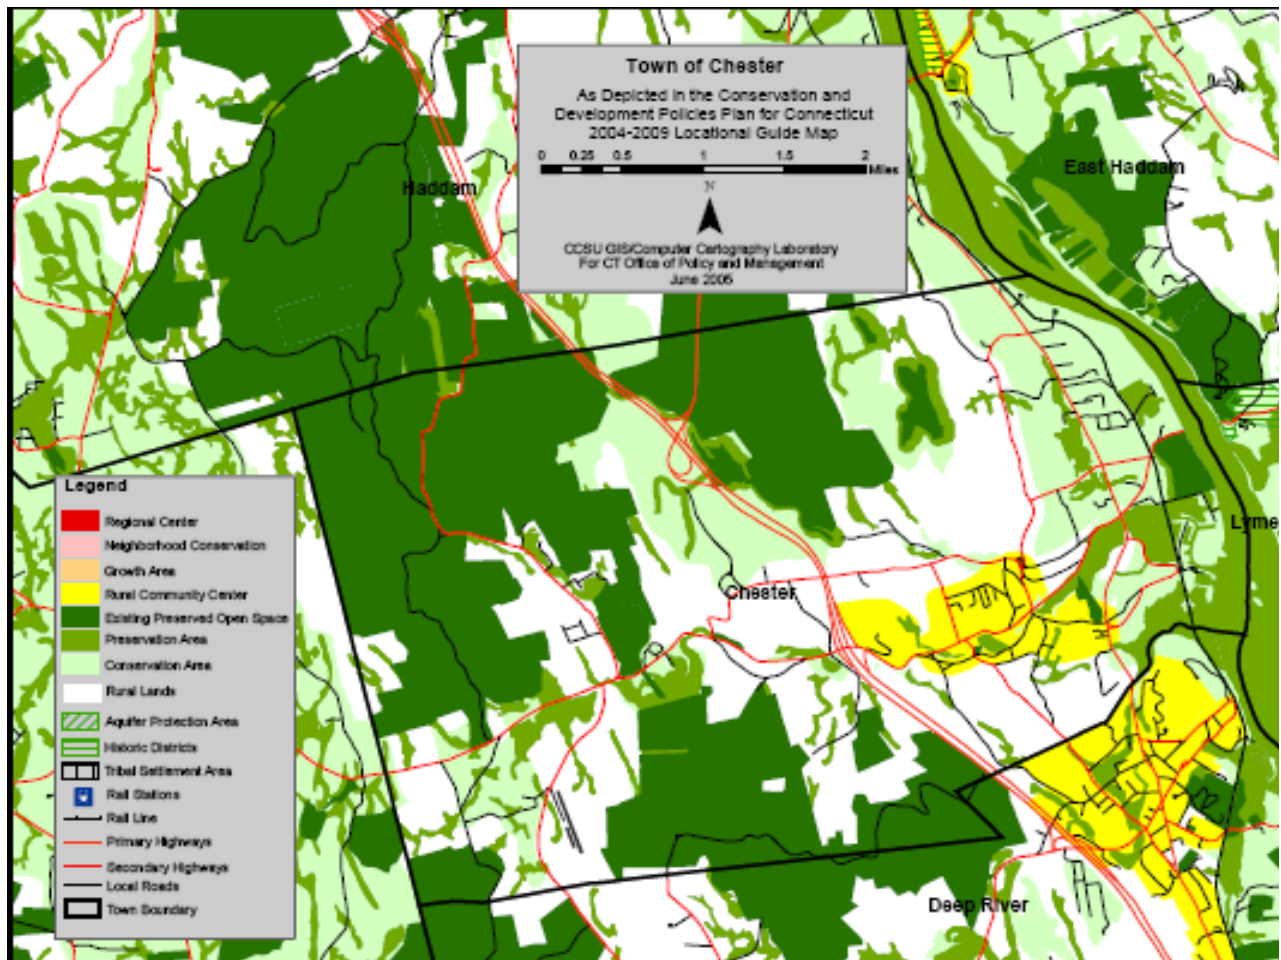 Town of Chester
As Depicted in the Conservation and
Development Policies Plan for Connecticut
2004-2009 Locational Guide Map
0 0.25 0.5 1 1.5 2
Miles
N
CCSU GIS/Computer Cartography Laboratory
For CT Office of Policy and Management
June 2005
Haddam
East Haddam
Lyme
Chester
Deep River
Legend
Regional Center
Neighborhood Conservation
Growth Area
Rural Community Center
Existing Preserved Open Space
Preservation Area
Conservation Area
Rural Lands
Aquifer Protection Area
Historic Districts
Tribal Settlement Area
Rail Stations
Rail Line
Primary Highways
Secondary Highways
Local Roads
Town Boundary